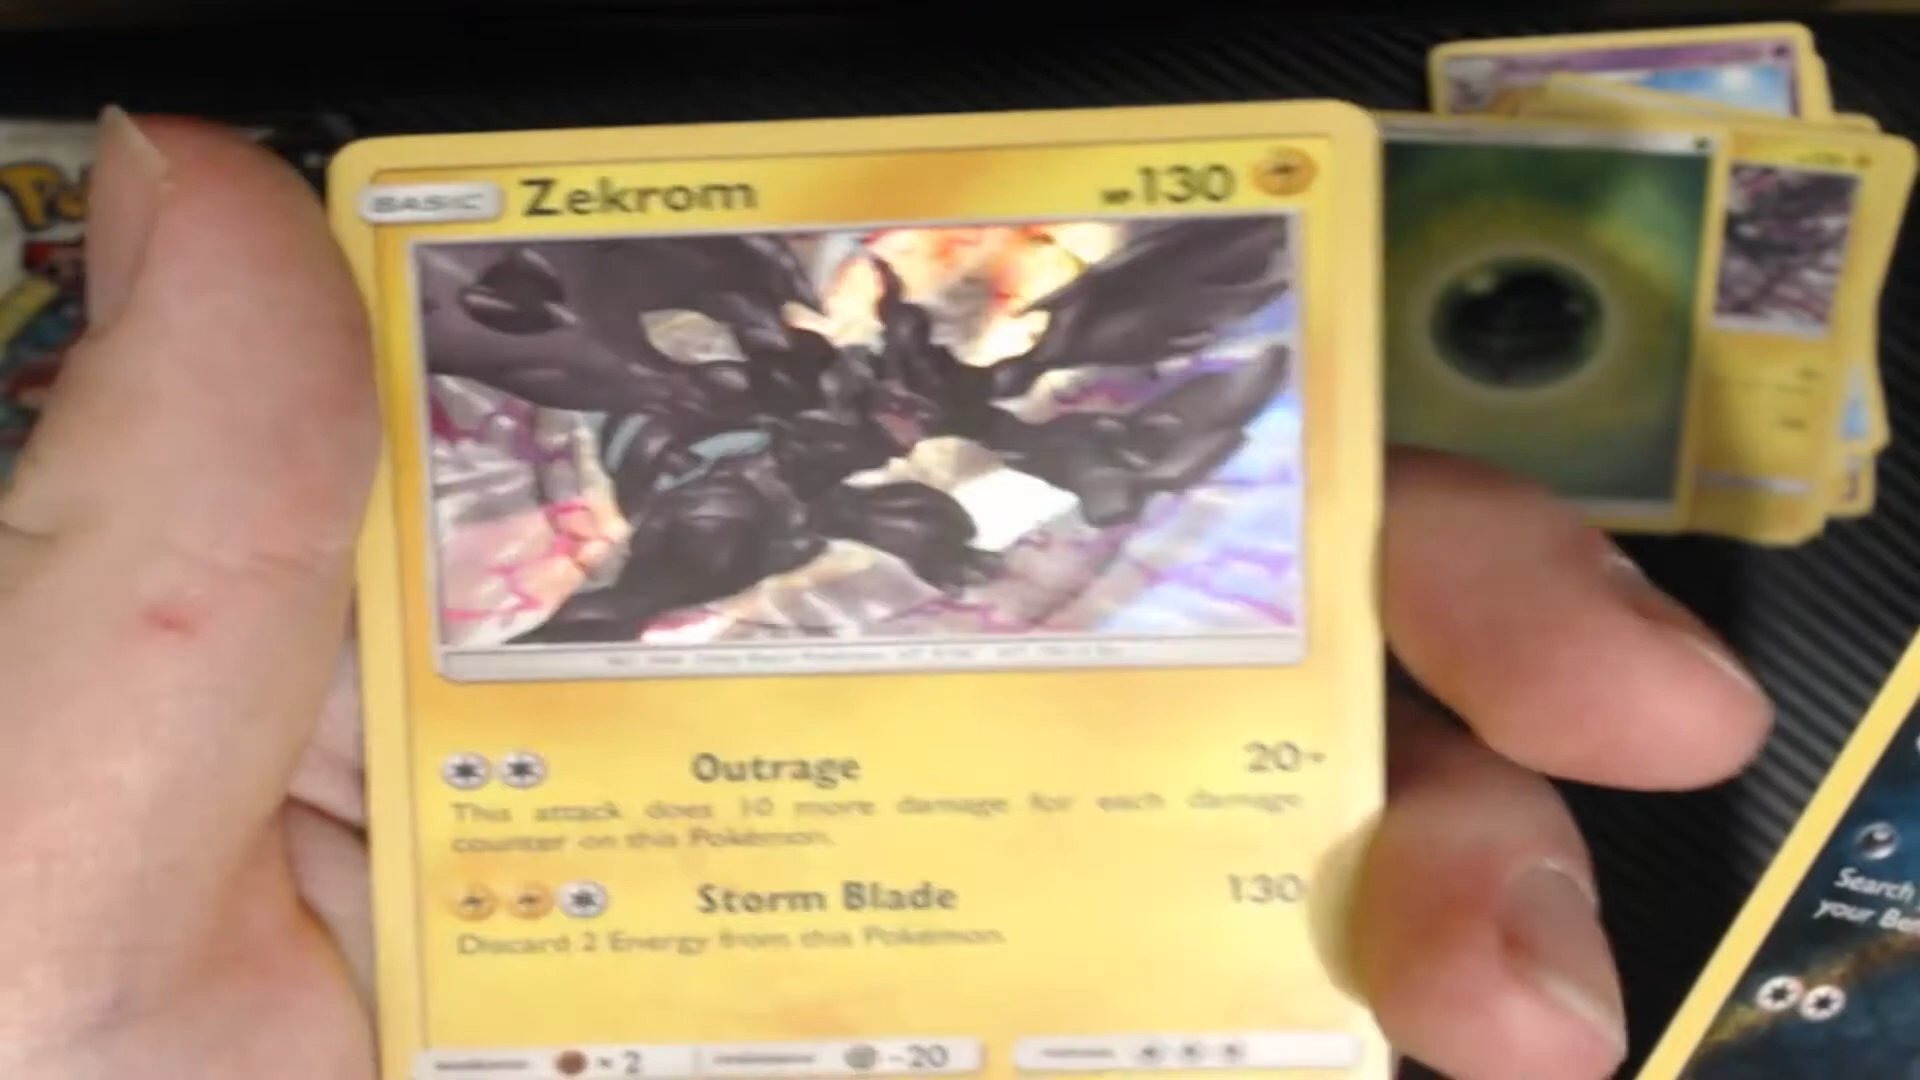 BASIC Zekrom HP 130
Outrage 20+
This attack does 10 more damage for each damage
counter on this Pokémon.
Storm Blade 130
Discard 2 Energy from this Pokémon.
×2 -20
Search
your Ben